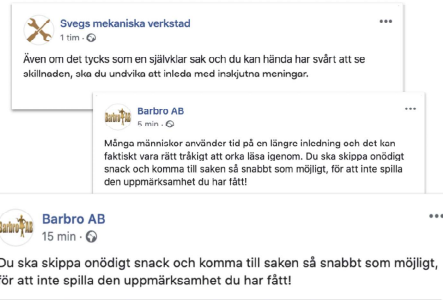 Svegs mekaniska verkstad
1 tim ·
Även om det tycks som en självklar sak och du kan hända har svårt att se
skillnaden, ska du undvika att inleda med inskjutna meningar.
Barbro AB
Barbro AB
5 min ·
Många människor använder tid på en längre inledning och det kan
faktiskt vara rätt tråkigt att orka läsa igenom. Du ska skippa onödigt
snack och komma till saken så snabbt som möjligt, för att inte spilla
den uppmärksamhet du har fått!
Barbro AB
Barbro AB
15 min ·
Du ska skippa onödigt snack och komma till saken så snabbt som möjligt,
för att inte spilla den uppmärksamhet du har fått!